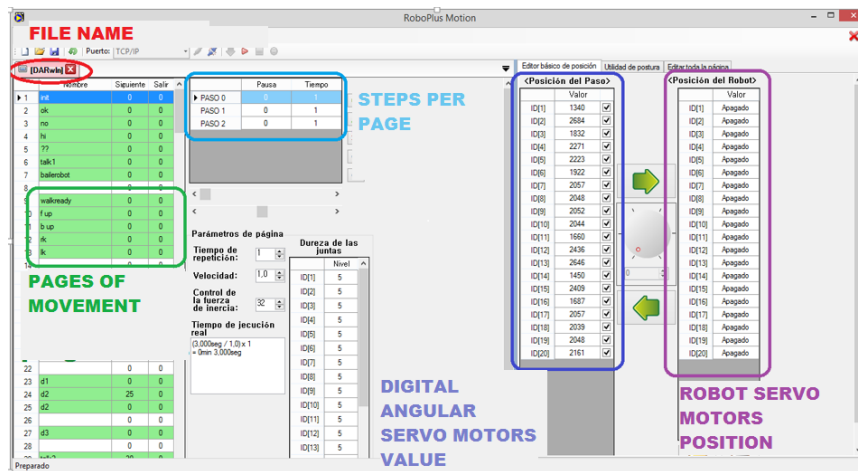 RoboPlus Motion
FILE NAME
Puerto: TCP/IP
[DARwIn]
Editor básico de posición Utilidad de postura Editar toda la página
Nombre Siguiente Salir
1 init 0 0
2 ok 0 0
3 no 0 0
4 hi 0 0
5 ?? 0 0
6 talk1 0 0
7 bailerobot 0 0
8 0 0
9 walkready 0 0
10 f up 0 0
11 b up 0 0
12 rk 0 0
13 lk 0 0
14 0 0
PAGES OF
MOVEMENT
22 0 0
23 d1 0 0
24 d2 25 0
25 d2 0 0
26 0 0
27 d3 0 0
28 0 0
29 talk2 30 0
Pausa Tiempo
PASO 0 0 1
PASO 1 0 1
PASO 2 0 1
STEPS PER
PAGE
Parámetros de página
Tiempo de
repetición: 1
Velocidad: 1,0
Control de
la fuerza
de inercia: 32
Tiempo de jecución
real
(3.000seg / 1,0) x 1
= 0min 3.000seg
Dureza de las
juntas
Nivel
ID[1] 5
ID[2] 5
ID[3] 5
ID[4] 5
ID[5] 5
ID[6] 5
ID[7] 5
ID[8] 5
ID[9] 5
ID[10] 5
ID[11] 5
ID[12] 5
ID[13] 5
DIGITAL
ANGULAR
SERVO MOTORS
VALUE
<Posición del Paso>
Valor
ID[1] 1340
ID[2] 2684
ID[3] 1832
ID[4] 2271
ID[5] 2223
ID[6] 1922
ID[7] 2057
ID[8] 2048
ID[9] 2052
ID[10] 2044
ID[11] 1660
ID[12] 2436
ID[13] 2646
ID[14] 1450
ID[15] 2409
ID[16] 1687
ID[17] 2057
ID[18] 2039
ID[19] 2048
ID[20] 2161
0
<Posición del Robot>
Valor
ID[1] Apagado
ID[2] Apagado
ID[3] Apagado
ID[4] Apagado
ID[5] Apagado
ID[6] Apagado
ID[7] Apagado
ID[8] Apagado
ID[9] Apagado
ID[10] Apagado
ID[11] Apagado
ID[12] Apagado
ID[13] Apagado
ID[14] Apagado
ID[15] Apagado
ID[16] Apagado
ID[17] Apagado
ID[18] Apagado
ID[19] Apagado
ID[20] Apagado
ROBOT SERVO
MOTORS
POSITION
Preparado